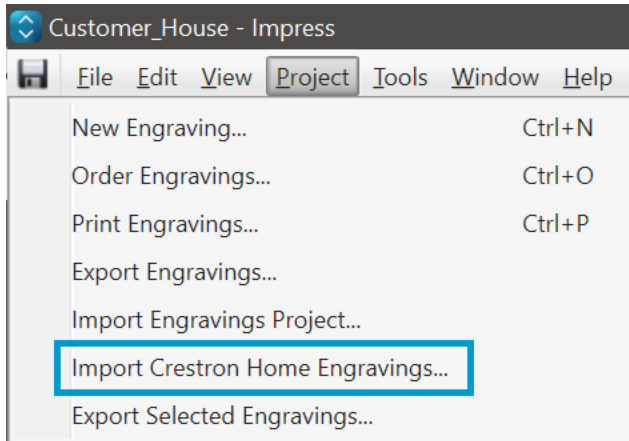 Customer_House - Impress
File Edit View Project Tools Window Help
New Engraving... Ctrl+N
Order Engravings... Ctrl+O
Print Engravings... Ctrl+P
Export Engravings...
Import Engravings Project...
Import Crestron Home Engravings...
Export Selected Engravings...